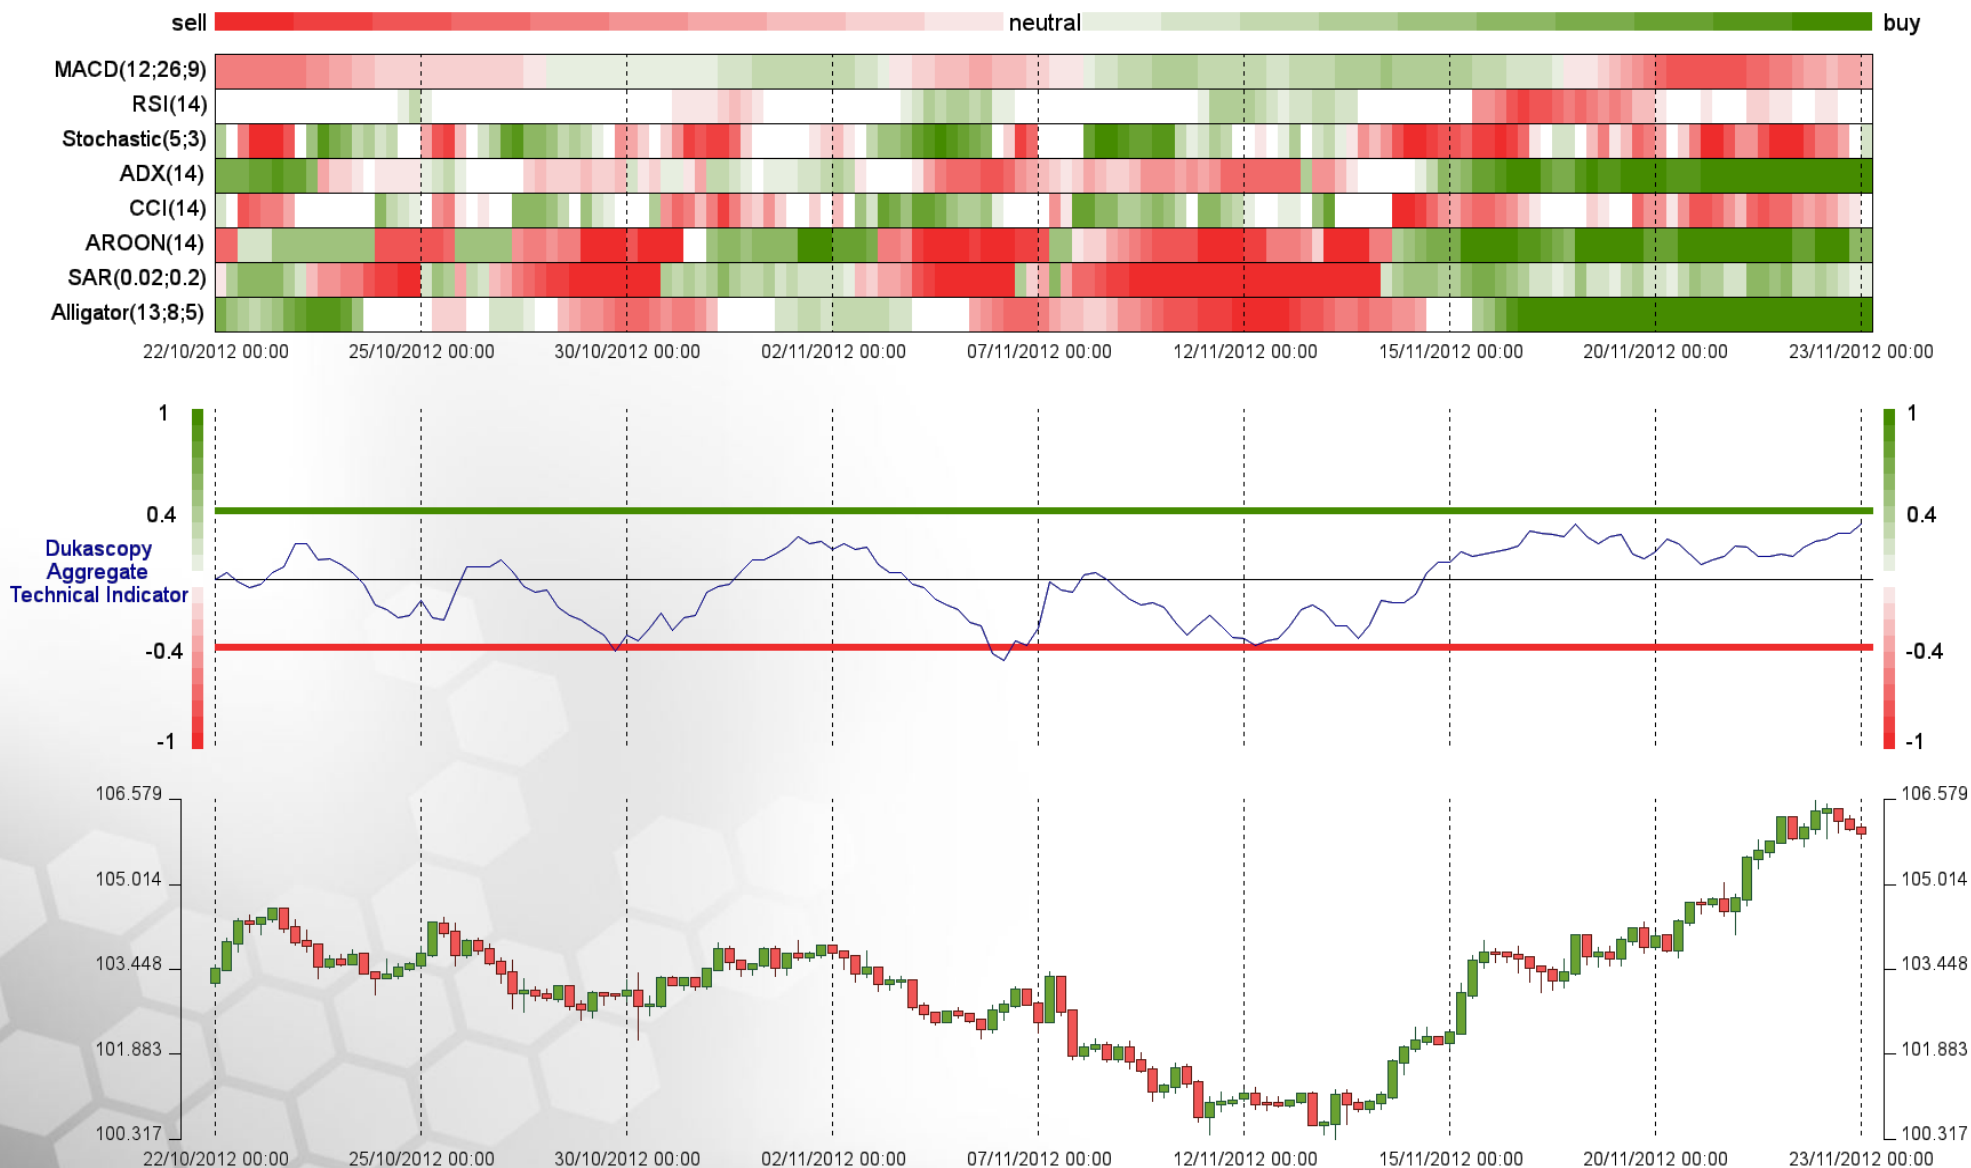 sell neutral buy
MACD(12;26;9)
RSI(14)
Stochastic(5;3)
ADX(14)
CCI(14)
AROON(14)
SAR(0.02;0.2)
Alligator(13;8;5)
22/10/2012 00:00 25/10/2012 00:00 30/10/2012 00:00 02/11/2012 00:00 07/11/2012 00:00 12/11/2012 00:00 15/11/2012 00:00 20/11/2012 00:00 23/11/2012 00:00
1 1
0.4 0.4
Dukascopy
Aggregate
Technical Indicator
-0.4 -0.4
-1 -1
106.579 106.579
105.014 105.014
103.448 103.448
101.883 101.883
100.317 100.317
22/10/2012 00:00 25/10/2012 00:00 30/10/2012 00:00 02/11/2012 00:00 07/11/2012 00:00 12/11/2012 00:00 15/11/2012 00:00 20/11/2012 00:00 23/11/2012 00:00